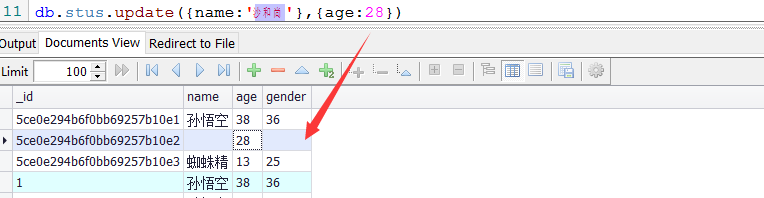 11 db.stus.update({name:'沙和尚'},{age:28})
Output Documents View Redirect to File
Limit 100
_id name age gender
5ce0e294b6f0bb69257b10e1 孙悟空 38 36
5ce0e294b6f0bb69257b10e2 28
5ce0e294b6f0bb69257b10e3 蜘蛛精 13 25
1 孙悟空 38 36